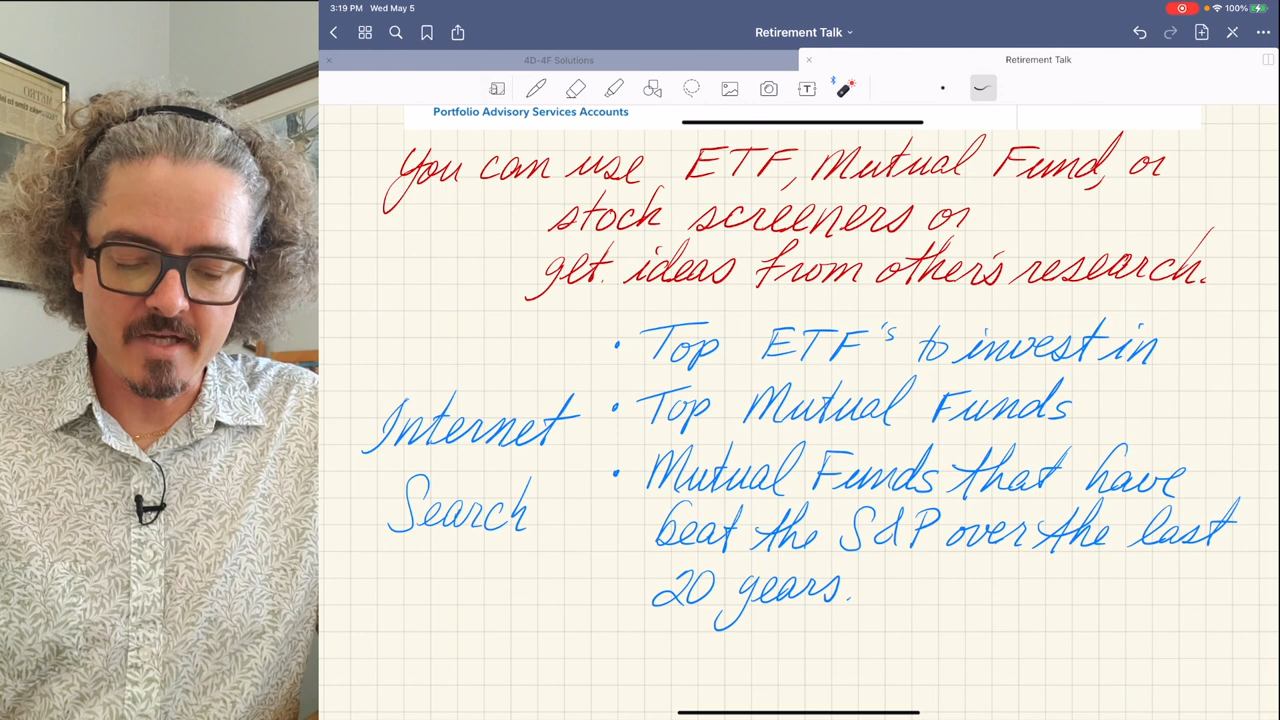 3:19 PM Wed May 5
100%
Retirement Talk
4D-4F Solutions
Retirement Talk
T
Portfolio Advisory Services Accounts
You can use ETF, Mutual Fund, or
stock screeners or
get ideas from other's research.
• Top ETF's to invest in
Internet
Search
• Top Mutual Funds
• Mutual Funds that have
beat the S&P over the last
20 years.